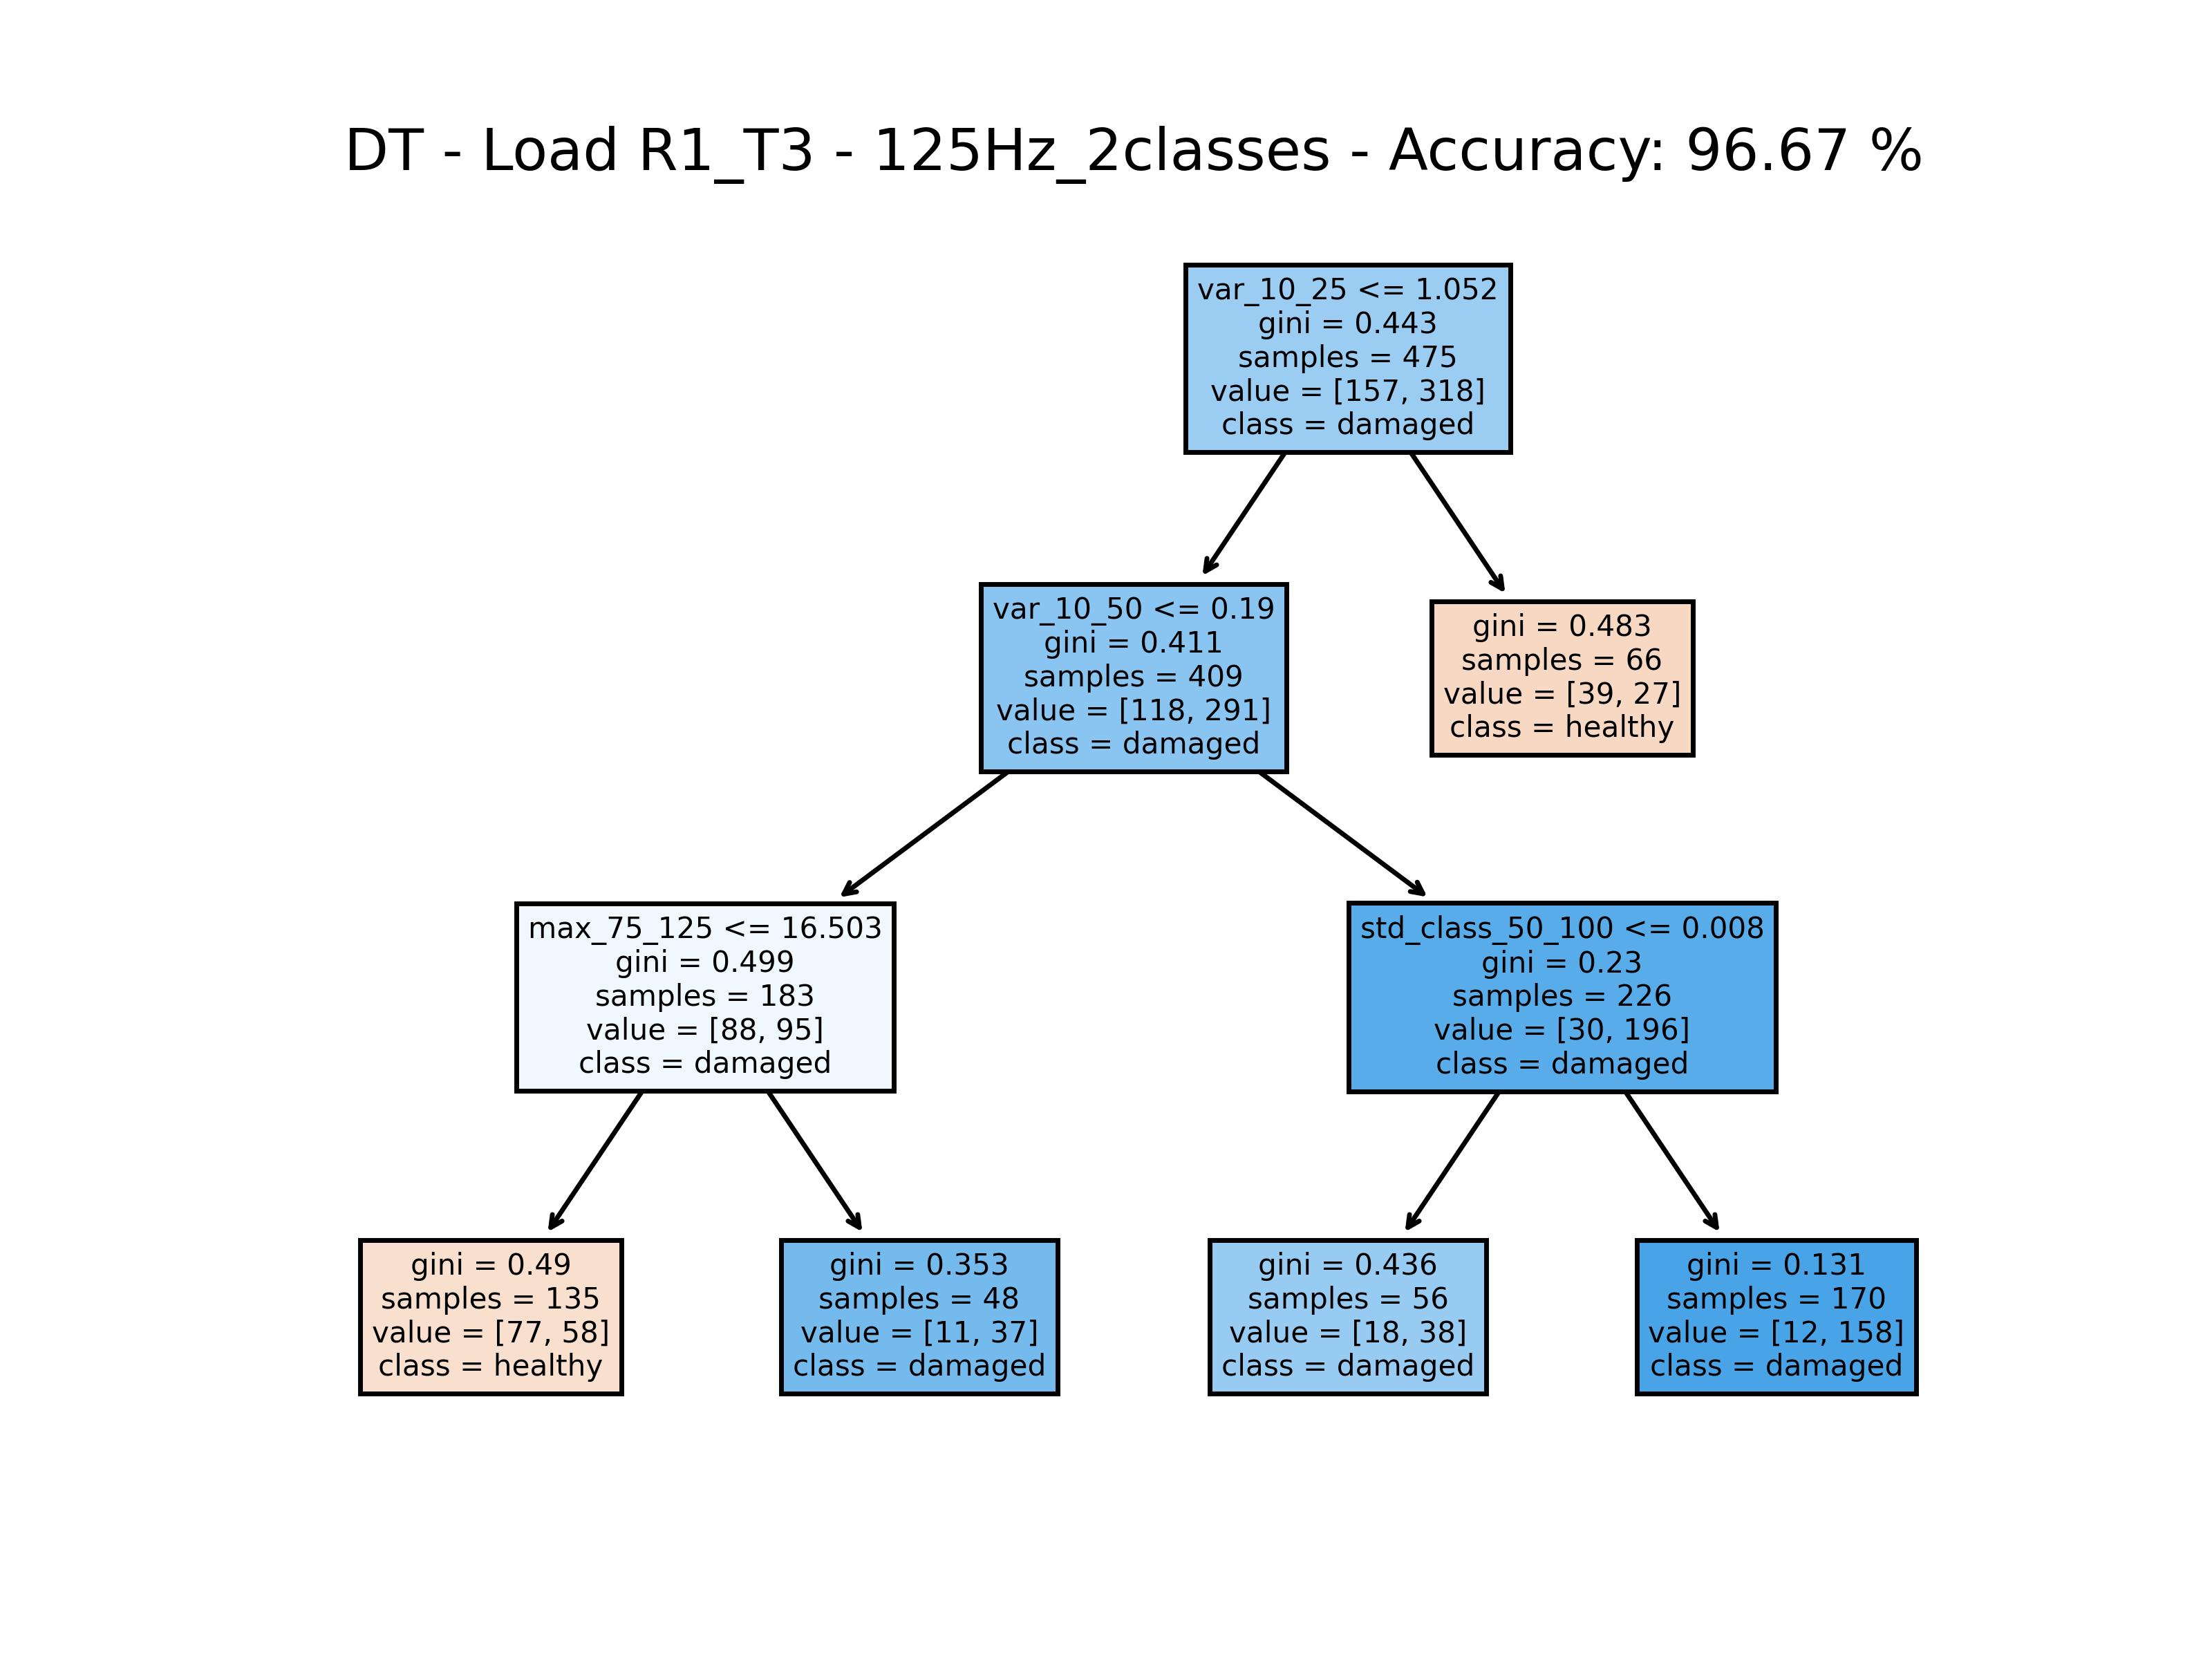 DT - Load R1_T3 - 125Hz_2classes - Accuracy: 96.67 %
var_10_25 <= 1.052
gini = 0.443
samples = 475
value = [157, 318]
class = damaged
var_10_50 <= 0.19
gini = 0.411
samples = 409
value = [118, 291]
class = damaged
gini = 0.483
samples = 66
value = [39, 27]
class = healthy
max_75_125 <= 16.503
gini = 0.499
samples = 183
value = [88, 95]
class = damaged
std_class_50_100 <= 0.008
gini = 0.23
samples = 226
value = [30, 196]
class = damaged
gini = 0.49
samples = 135
value = [77, 58]
class = healthy
gini = 0.353
samples = 48
value = [11, 37]
class = damaged
gini = 0.436
samples = 56
value = [18, 38]
class = damaged
gini = 0.131
samples = 170
value = [12, 158]
class = damaged